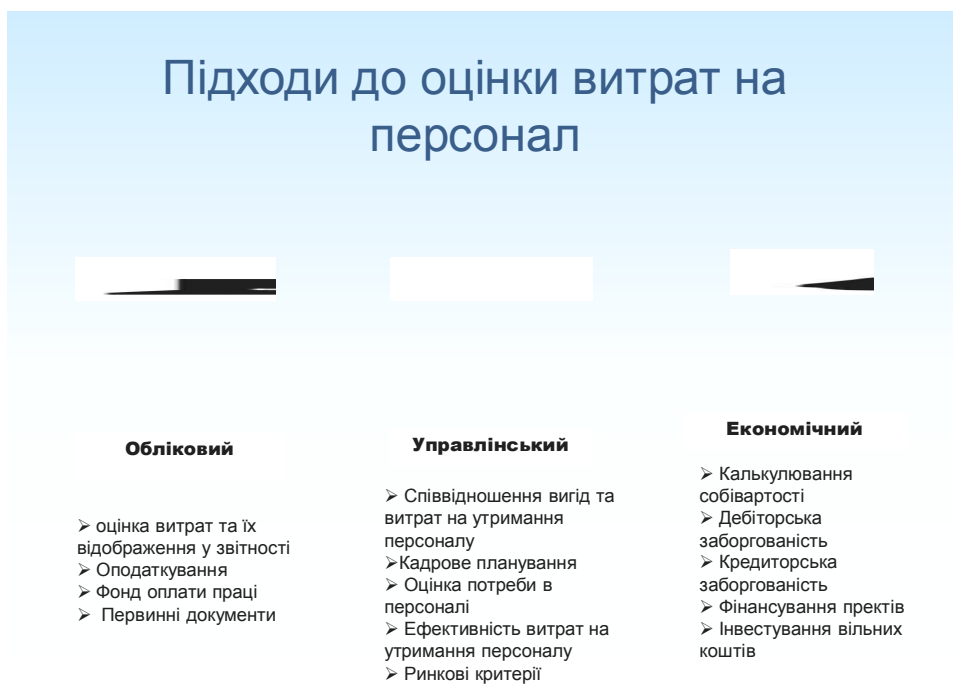 Підходи до оцінки витрат на
персонал
Обліковий
➢ оцінка витрат та їх
відображення у звітності
➢ Оподаткування
➢ Фонд оплати праці
➢ Первинні документи
Управлінський
➢ Співвідношення вигід та
витрат на утримання
персоналу
➢Кадрове планування
➢ Оцінка потреби в
персоналі
➢ Ефективність витрат на
утримання персоналу
➢ Ринкові критерії
Економічний
➢ Калькулювання
собівартості
➢ Дебіторська
заборгованість
➢ Кредиторська
заборгованість
➢ Фінансування пректів
➢ Інвестування вільних
коштів